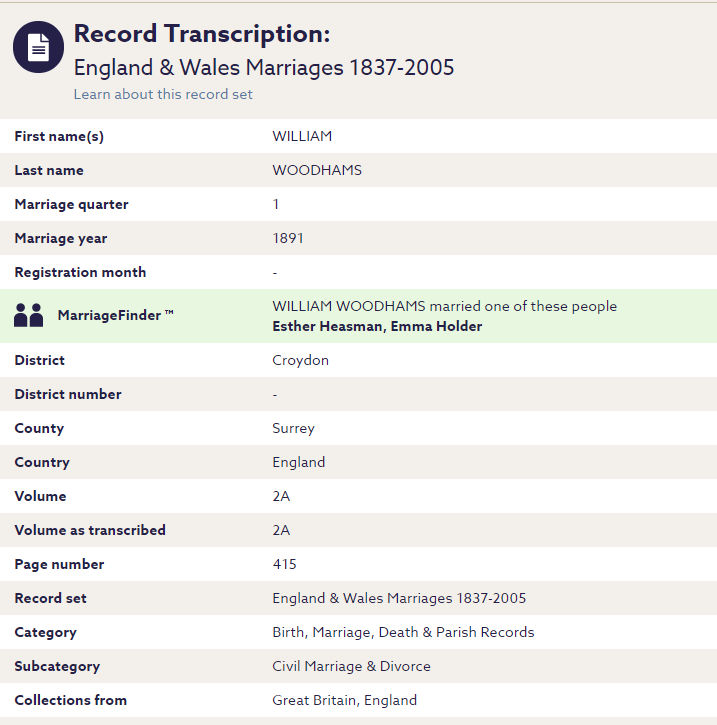 Record Transcription:
England & Wales Marriages 1837-2005
Learn about this record set
First name(s) WILLIAM
Last name WOODHAMS
Marriage quarter 1
Marriage year 1891
Registration month -
MarriageFinder ™ WILLIAM WOODHAMS married one of these people
Esther Heasman, Emma Holder
District Croydon
District number -
County Surrey
Country England
Volume 2A
Volume as transcribed 2A
Page number 415
Record set England & Wales Marriages 1837-2005
Category Birth, Marriage, Death & Parish Records
Subcategory Civil Marriage & Divorce
Collections from Great Britain, England